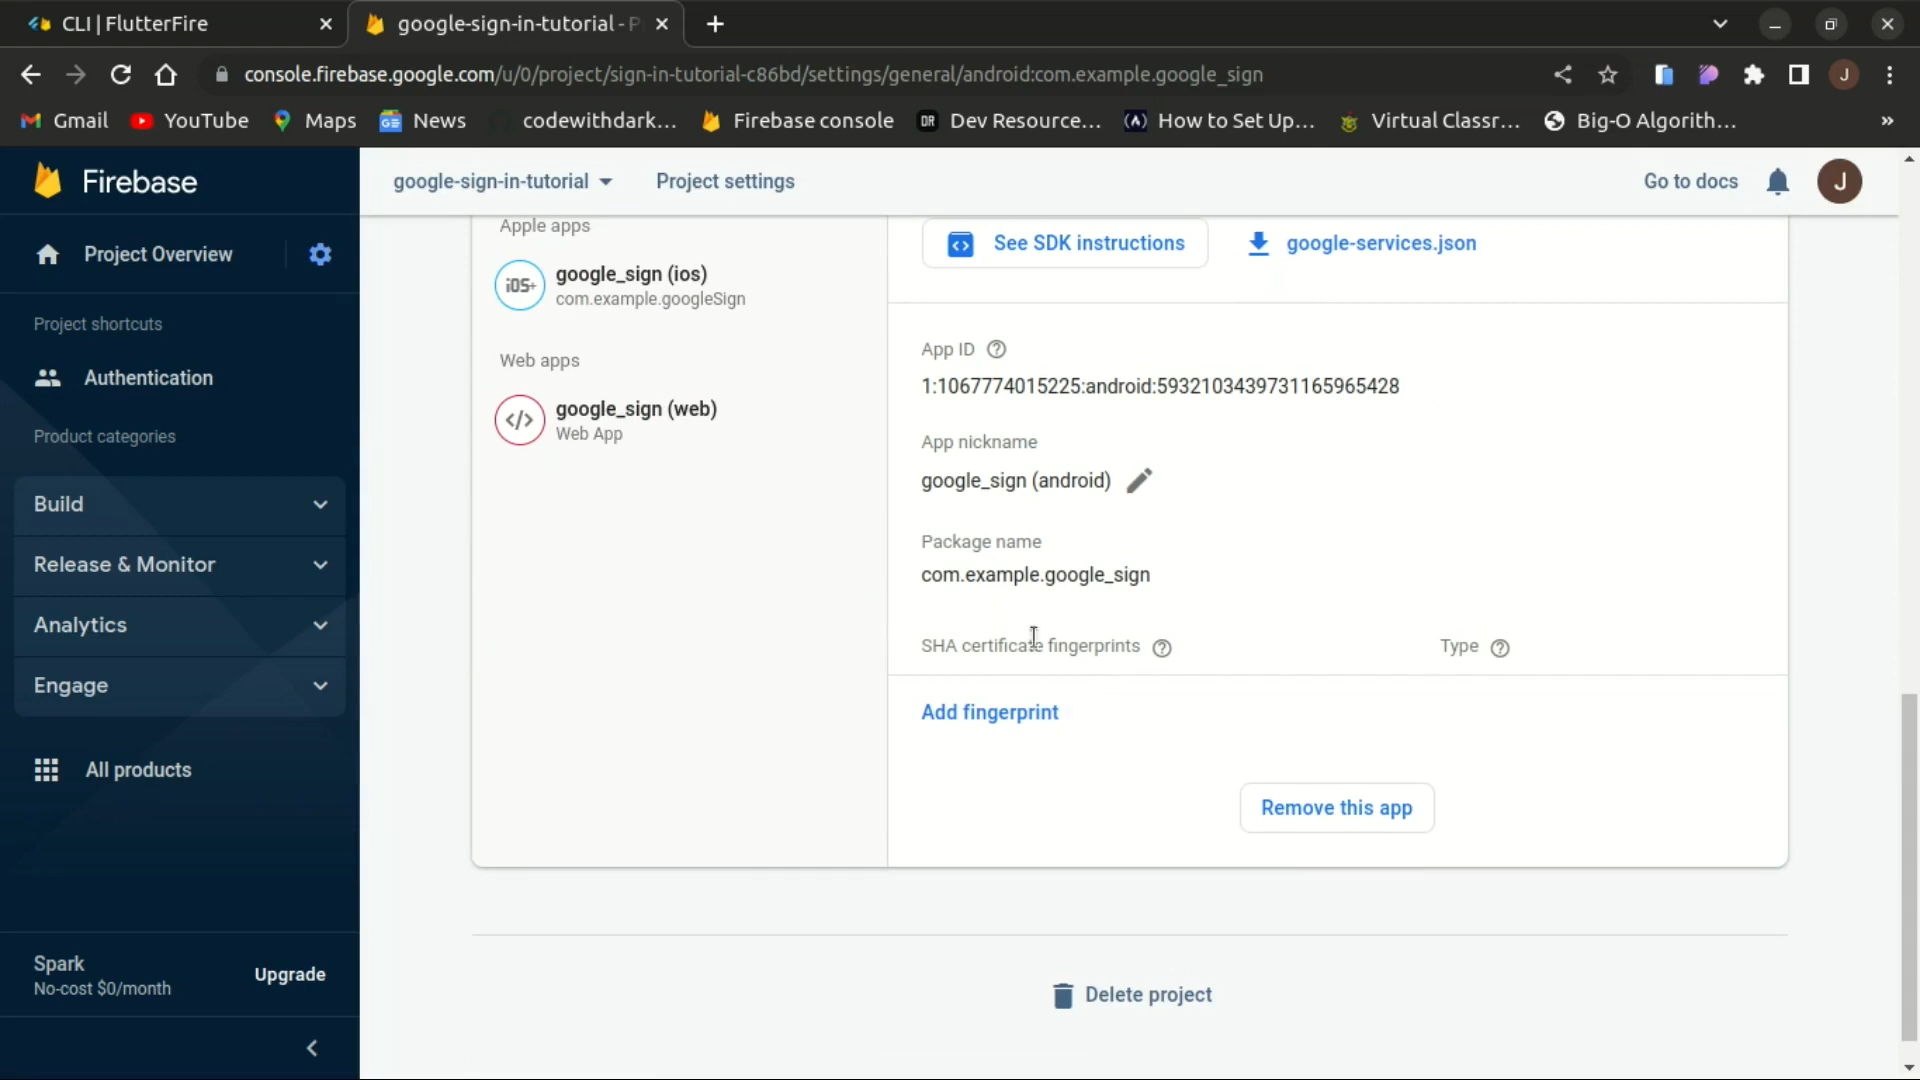 CLI | FlutterFire
google-sign-in-tutorial - P
console.firebase.google.com/u/0/project/sign-in-tutorial-c86bd/settings/general/android:com.example.google_sign
J
Gmail
YouTube
Maps
News
codewithdark...
Firebase console
DR
Dev Resource...
How to Set Up...
Virtual Classr...
Big-O Algorith...
»
Firebase
google-sign-in-tutorial
Project settings
Go to docs
J
Project Overview
Project shortcuts
Authentication
Product categories
Build
Release & Monitor
Analytics
Engage
All products
Spark
No-cost $0/month
Upgrade
Apple apps
iOS+
google_sign (ios)
com.example.googleSign
Web apps
</>
google_sign (web)
Web App
See SDK instructions
google-services.json
App ID
1:1067774015225:android:5932103439731165965428
App nickname
google_sign (android)
Package name
com.example.google_sign
SHA certificate fingerprints
Type
Add fingerprint
Remove this app
Delete project